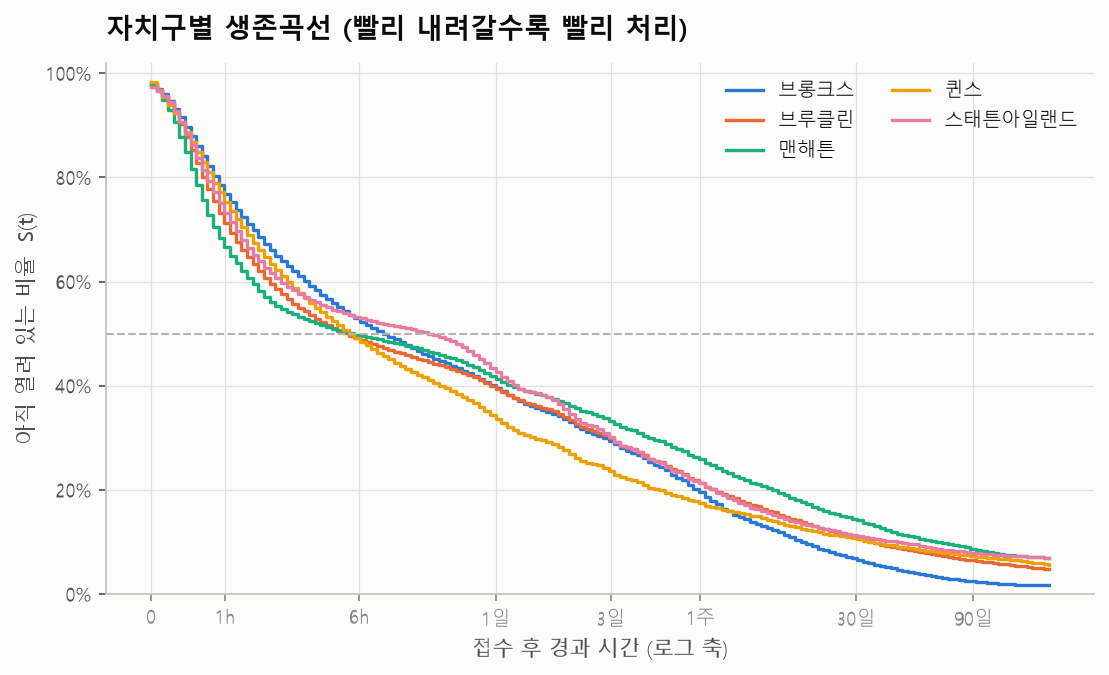 자치구별 생존곡선 (빨리 내려갈수록 빨리 처리)
브롱크스
브루클린
맨해튼
퀸스
스태튼아일랜드
아직 열려 있는 비율 S(t)
100%
80%
60%
40%
20%
0%
0 1h 6h 1일 3일 1주 30일 90일
접수 후 경과 시간 (로그 축)